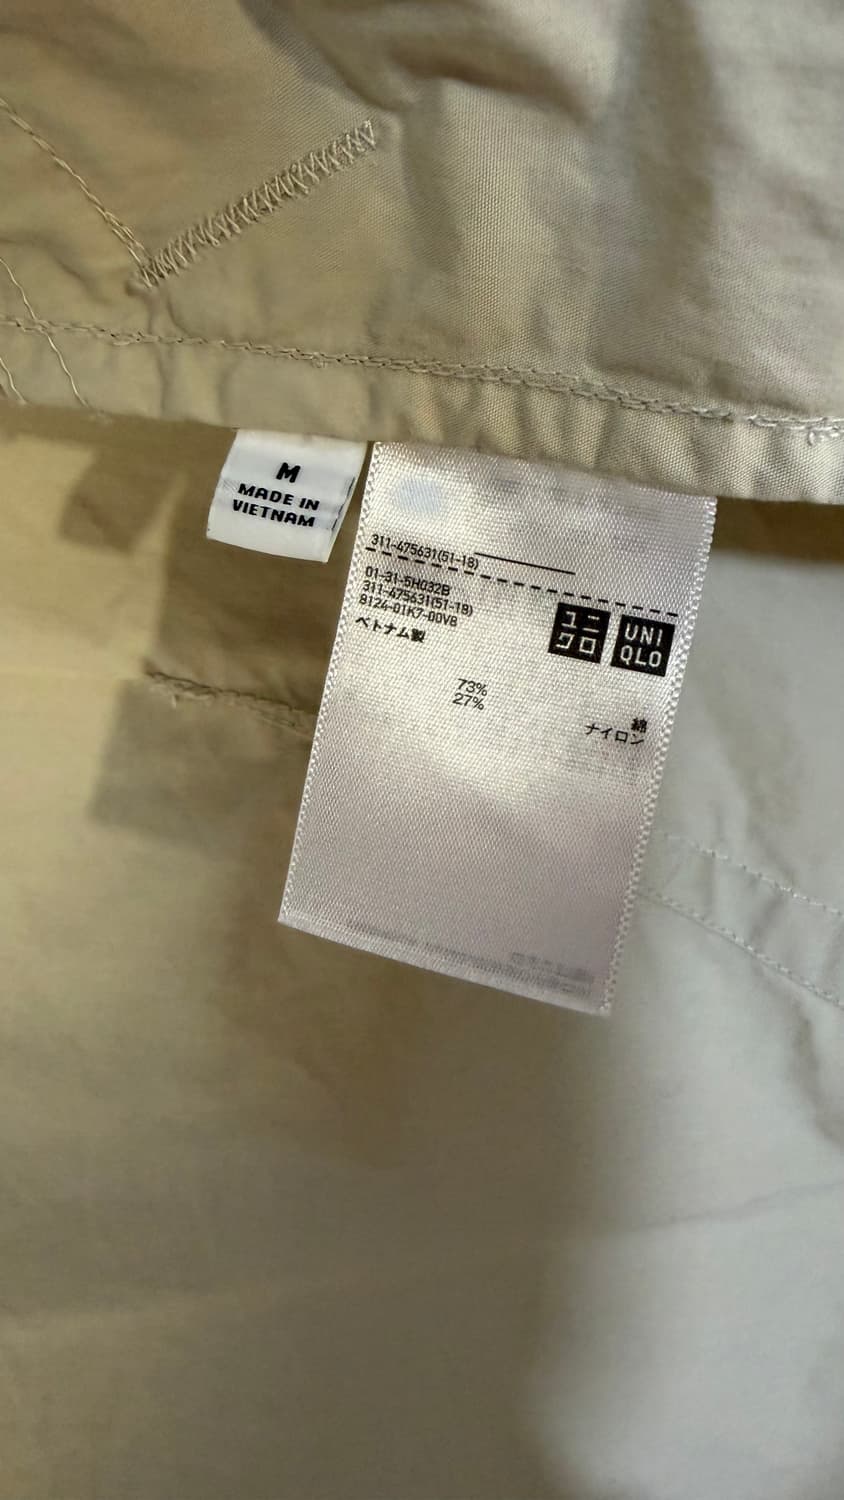 M
MADE IN
VIETNAM
311-475631(51-18)
01-31-5H032B
311-475631(51-18)
8124-01K7-00V8
ベトナム製
ユニ
クロ
UNI
QLO
73%
27%
綿
ナイロン